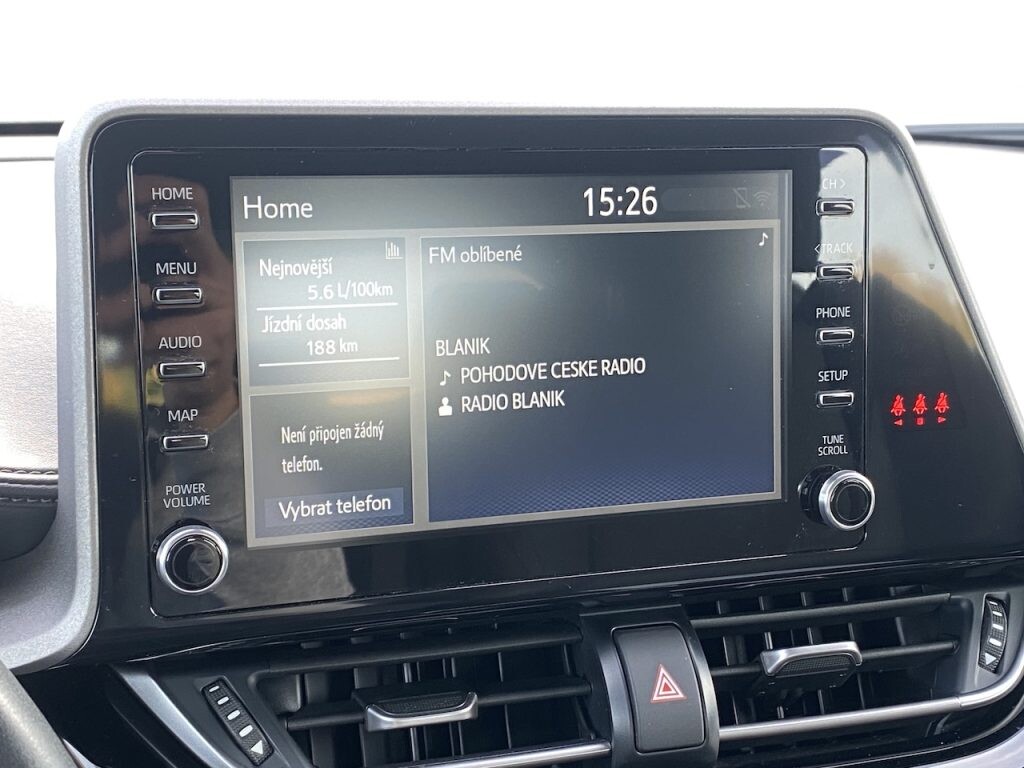 HOME
MENU
AUDIO
MAP
POWER
VOLUME
Home
15:26
Nejnovější
5.6 L/100km
Jízdní dosah
188 km
Není připojen žádný
telefon.
Vybrat telefon
FM oblíbené
BLANIK
POHODOVE CESKE RADIO
RADIO BLANIK
CH >
< TRACK
PHONE
SETUP
TUNE
SCROLL